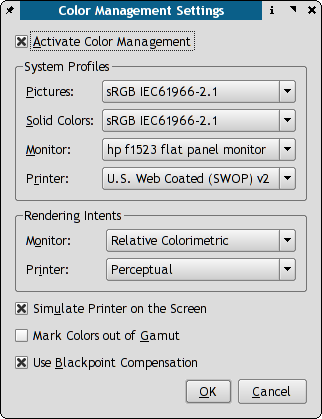 Color Management Settings
Activate Color Management
System Profiles
Pictures: sRGB IEC61966-2.1
Solid Colors: sRGB IEC61966-2.1
Monitor: hp f1523 flat panel monitor
Printer: U.S. Web Coated (SWOP) v2
Rendering Intents
Monitor: Relative Colorimetric
Printer: Perceptual
Simulate Printer on the Screen
Mark Colors out of Gamut
Use Blackpoint Compensation
OK Cancel